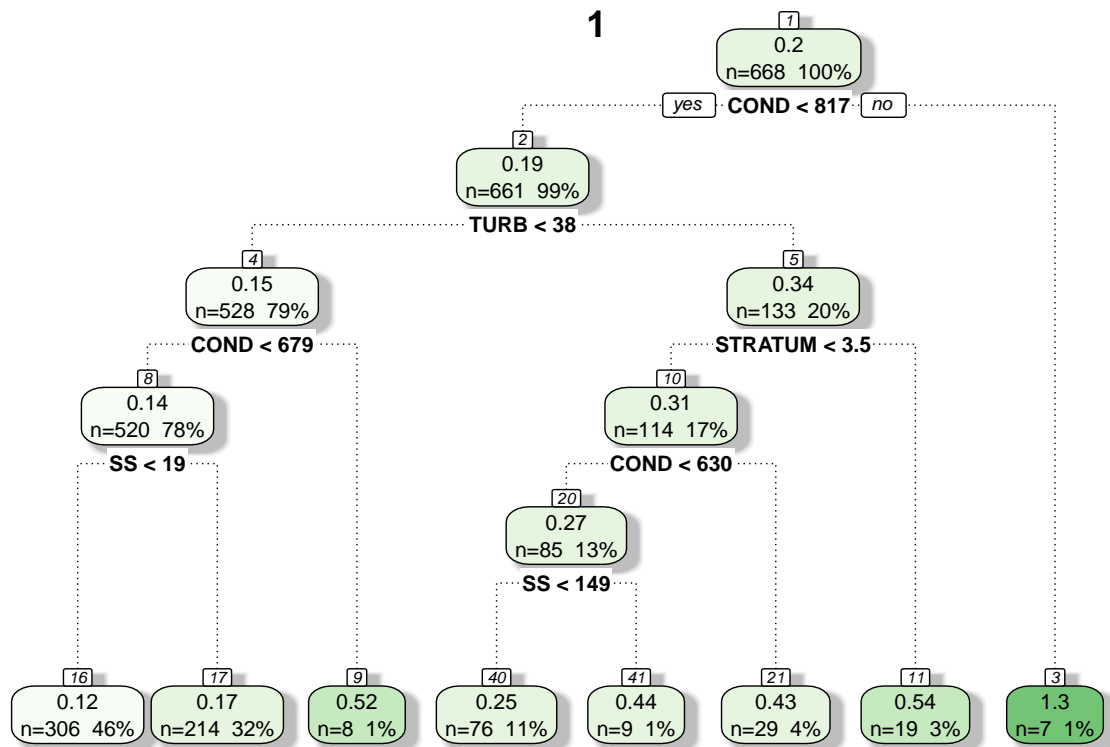 1
1
0.2
n=668 100%
yes COND < 817 no
2
0.19
n=661 99%
TURB < 38
4
0.15
n=528 79%
COND < 679
5
0.34
n=133 20%
STRATUM < 3.5
8
0.14
n=520 78%
SS < 19
10
0.31
n=114 17%
COND < 630
20
0.27
n=85 13%
SS < 149
16
0.12
n=306 46%
17
0.17
n=214 32%
9
0.52
n=8 1%
40
0.25
n=76 11%
41
0.44
n=9 1%
21
0.43
n=29 4%
11
0.54
n=19 3%
3
1.3
n=7 1%